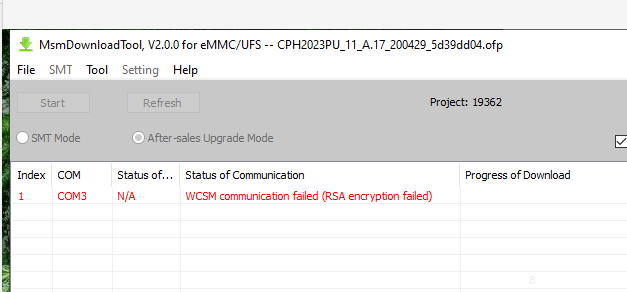 MsmDownloadTool, V2.0.0 for eMMC/UFS -- CPH2023PU_11_A.17_200429_5d39dd04.ofp
File SMT Tool Setting Help
Start Refresh Project: 19362
SMT Mode After-sales Upgrade Mode
Index COM Status of... Status of Communication Progress of Download
1 COM3 N/A WCSM communication failed (RSA encryption failed)